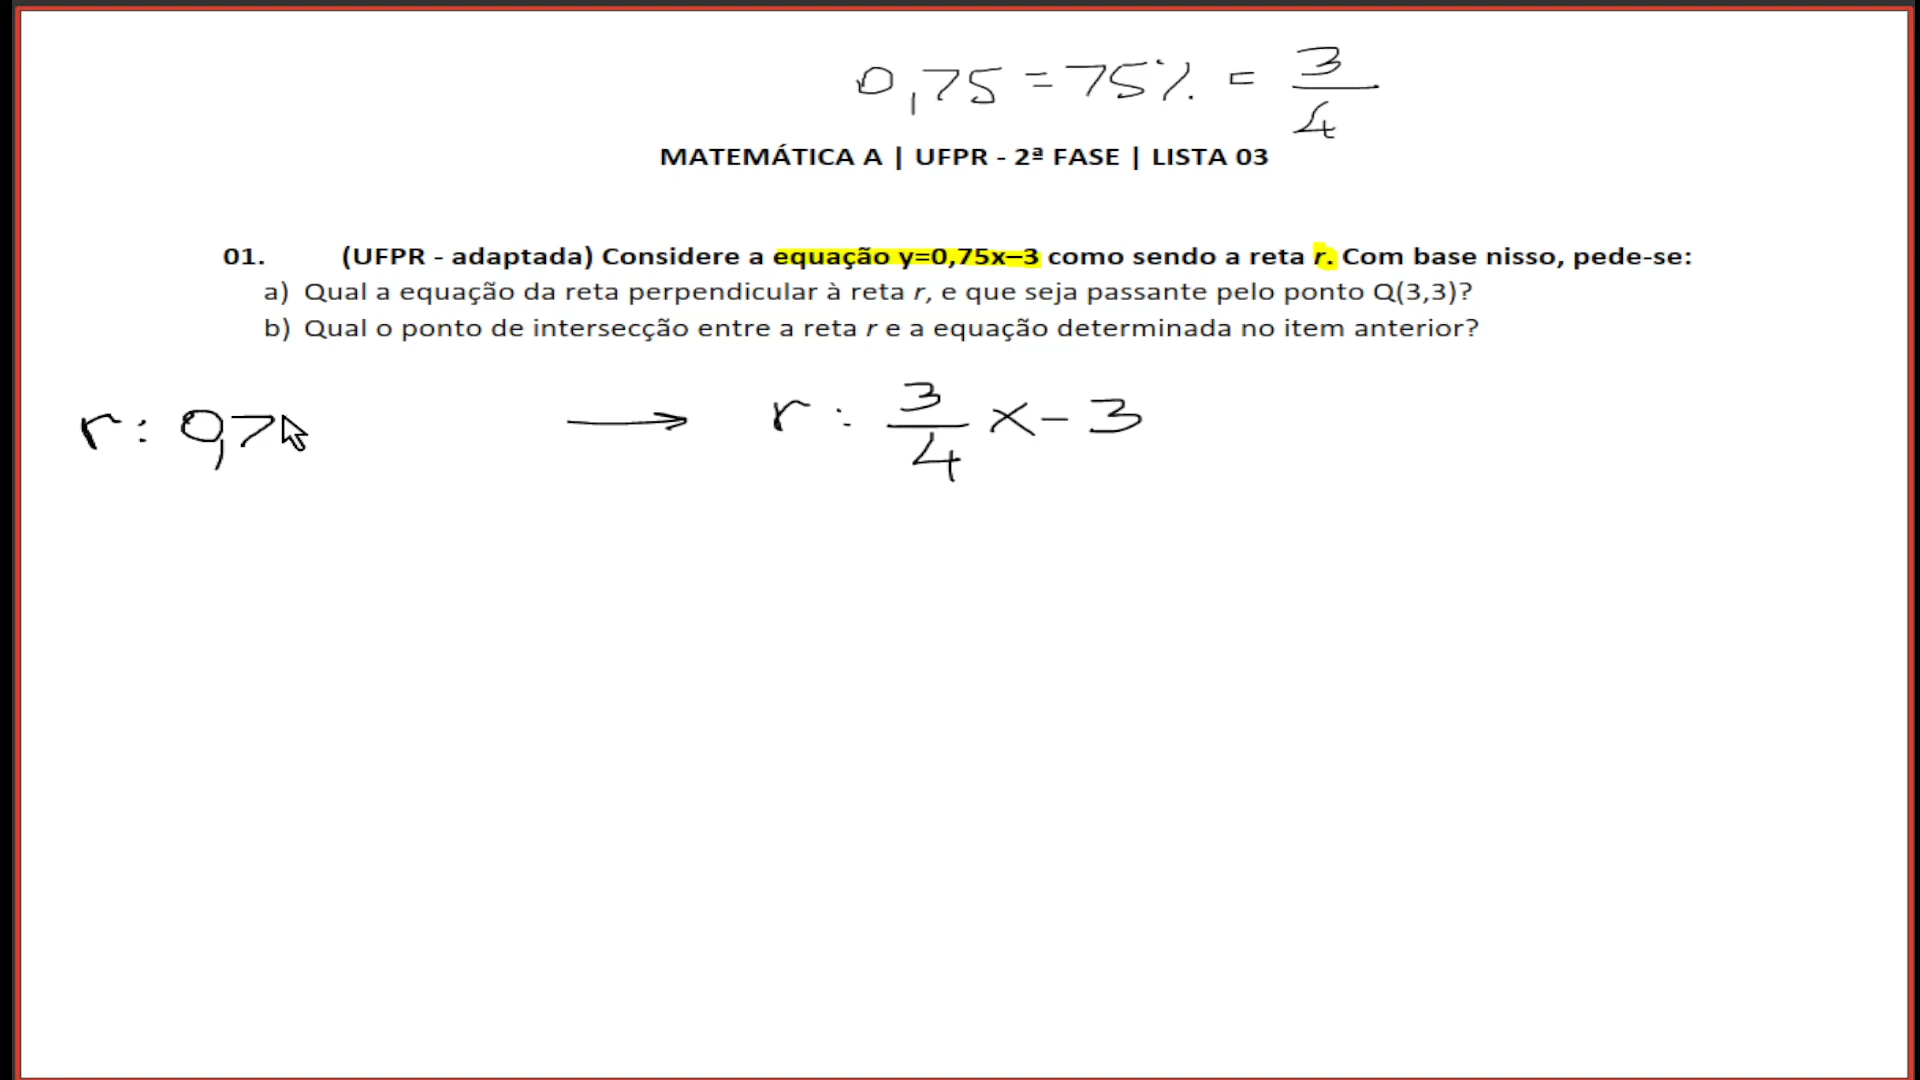 0,75 = 75% = 3/4
MATEMÁTICA A | UFPR - 2ª FASE | LISTA 03
01. (UFPR - adaptada) Considere a equação y=0,75x–3 como sendo a reta r. Com base nisso, pede-se:
a) Qual a equação da reta perpendicular à reta r, e que seja passante pelo ponto Q(3,3)?
b) Qual o ponto de intersecção entre a reta r e a equação determinada no item anterior?
r: 0,7 → r: 3/4 x - 3